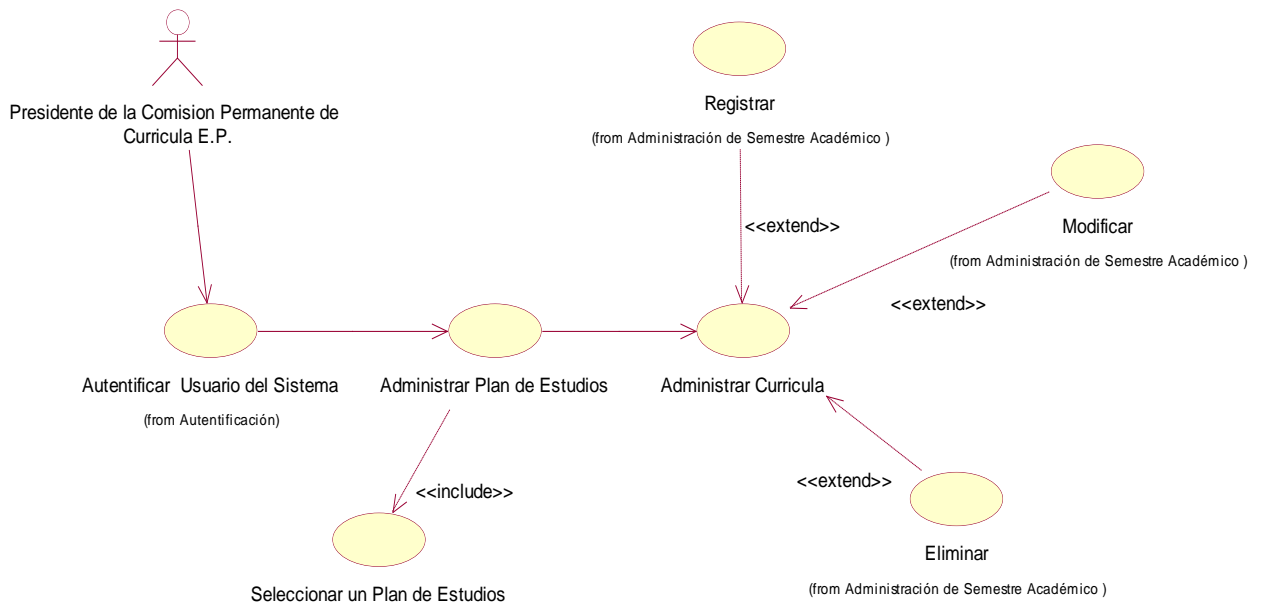 Presidente de la Comision Permanente de
Curricula E.P.
Registrar
(from Administración de Semestre Académico )
<<extend>>
Modificar
(from Administración de Semestre Académico )
<<extend>>
Autentificar  Usuario del Sistema
(from Autentificación)
Administrar Plan de Estudios
Administrar Curricula
<<include>>
Seleccionar un Plan de Estudios
<<extend>>
Eliminar
(from Administración de Semestre Académico )